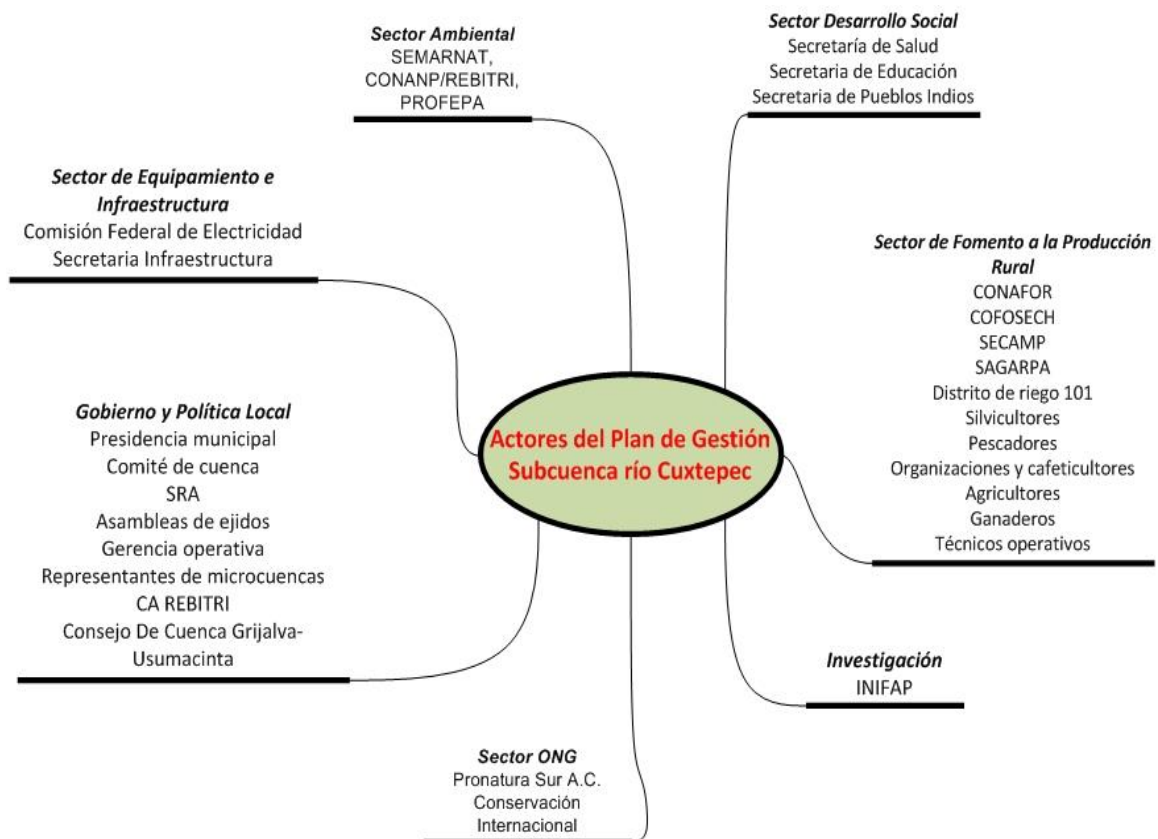 Sector Ambiental
SEMARNAT,
CONANP/REBITRI,
PROFEPA
Sector Desarrollo Social
Secretaría de Salud
Secretaria de Educación
Secretaria de Pueblos Indios
Sector de Equipamiento e
Infraestructura
Comisión Federal de Electricidad
Secretaria Infraestructura
Sector de Fomento a la Producción
Rural
CONAFOR
COFOSECH
SECAMP
SAGARPA
Distrito de riego 101
Silvicultores
Pescadores
Organizaciones y cafeticultores
Agricultores
Ganaderos
Técnicos operativos
Actores del Plan de Gestión
Subcuenca río Cuxtepec
Gobierno y Política Local
Presidencia municipal
Comité de cuenca
SRA
Asambleas de ejidos
Gerencia operativa
Representantes de microcuencas
CA REBITRI
Consejo De Cuenca Grijalva-
Usumacinta
Investigación
INIFAP
Sector ONG
Pronatura Sur A.C.
Conservación
Internacional